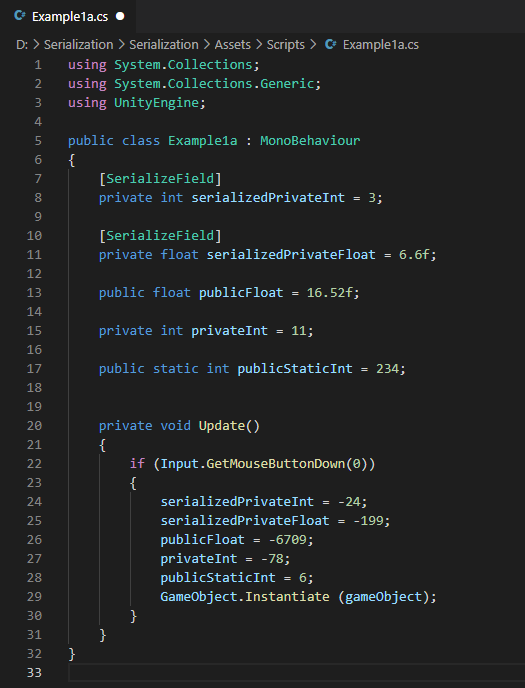 Example1a.cs
D: > Serialization > Serialization > Assets > Scripts > Example1a.cs
1 using System.Collections;
2 using System.Collections.Generic;
3 using UnityEngine;
4
5 public class Example1a : MonoBehaviour
6 {
7     [SerializeField]
8     private int serializedPrivateInt = 3;
9
10     [SerializeField]
11     private float serializedPrivateFloat = 6.6f;
12
13     public float publicFloat = 16.52f;
14
15     private int privateInt = 11;
16
17     public static int publicStaticInt = 234;
18
19
20     private void Update()
21     {
22         if (Input.GetMouseButtonDown(0))
23         {
24             serializedPrivateInt = -24;
25             serializedPrivateFloat = -199;
26             publicFloat = -6709;
27             privateInt = -78;
28             publicStaticInt = 6;
29             GameObject.Instantiate (gameObject);
30         }
31     }
32 }
33